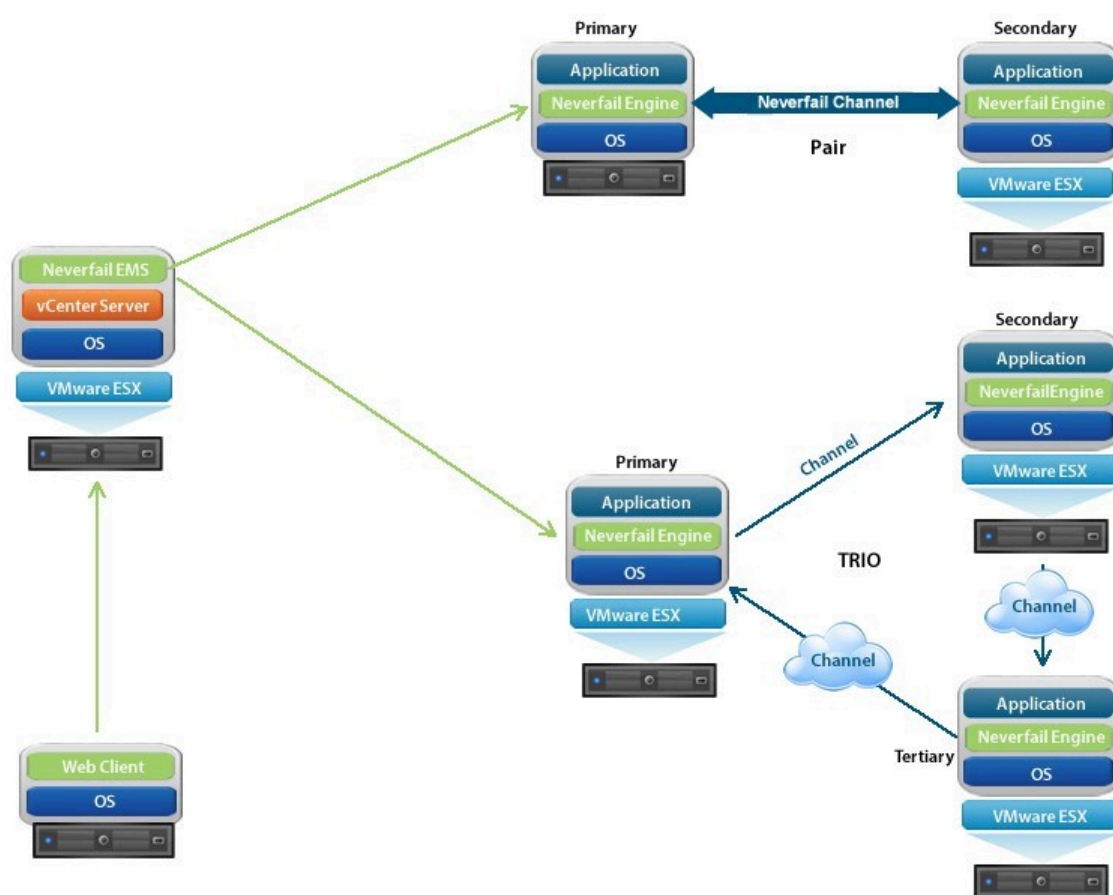 Primary
Application
Neverfail Engine
OS
Neverfail Channel
Pair
Secondary
Application
Neverfail Engine
OS
VMware ESX
Neverfail EMS
vCenter Server
OS
VMware ESX
Web Client
OS
Primary
Application
Neverfail Engine
OS
VMware ESX
Channel
TRIO
Secondary
Application
NeverfailEngine
OS
VMware ESX
Channel
Channel
Tertiary
Application
Neverfail Engine
OS
VMware ESX